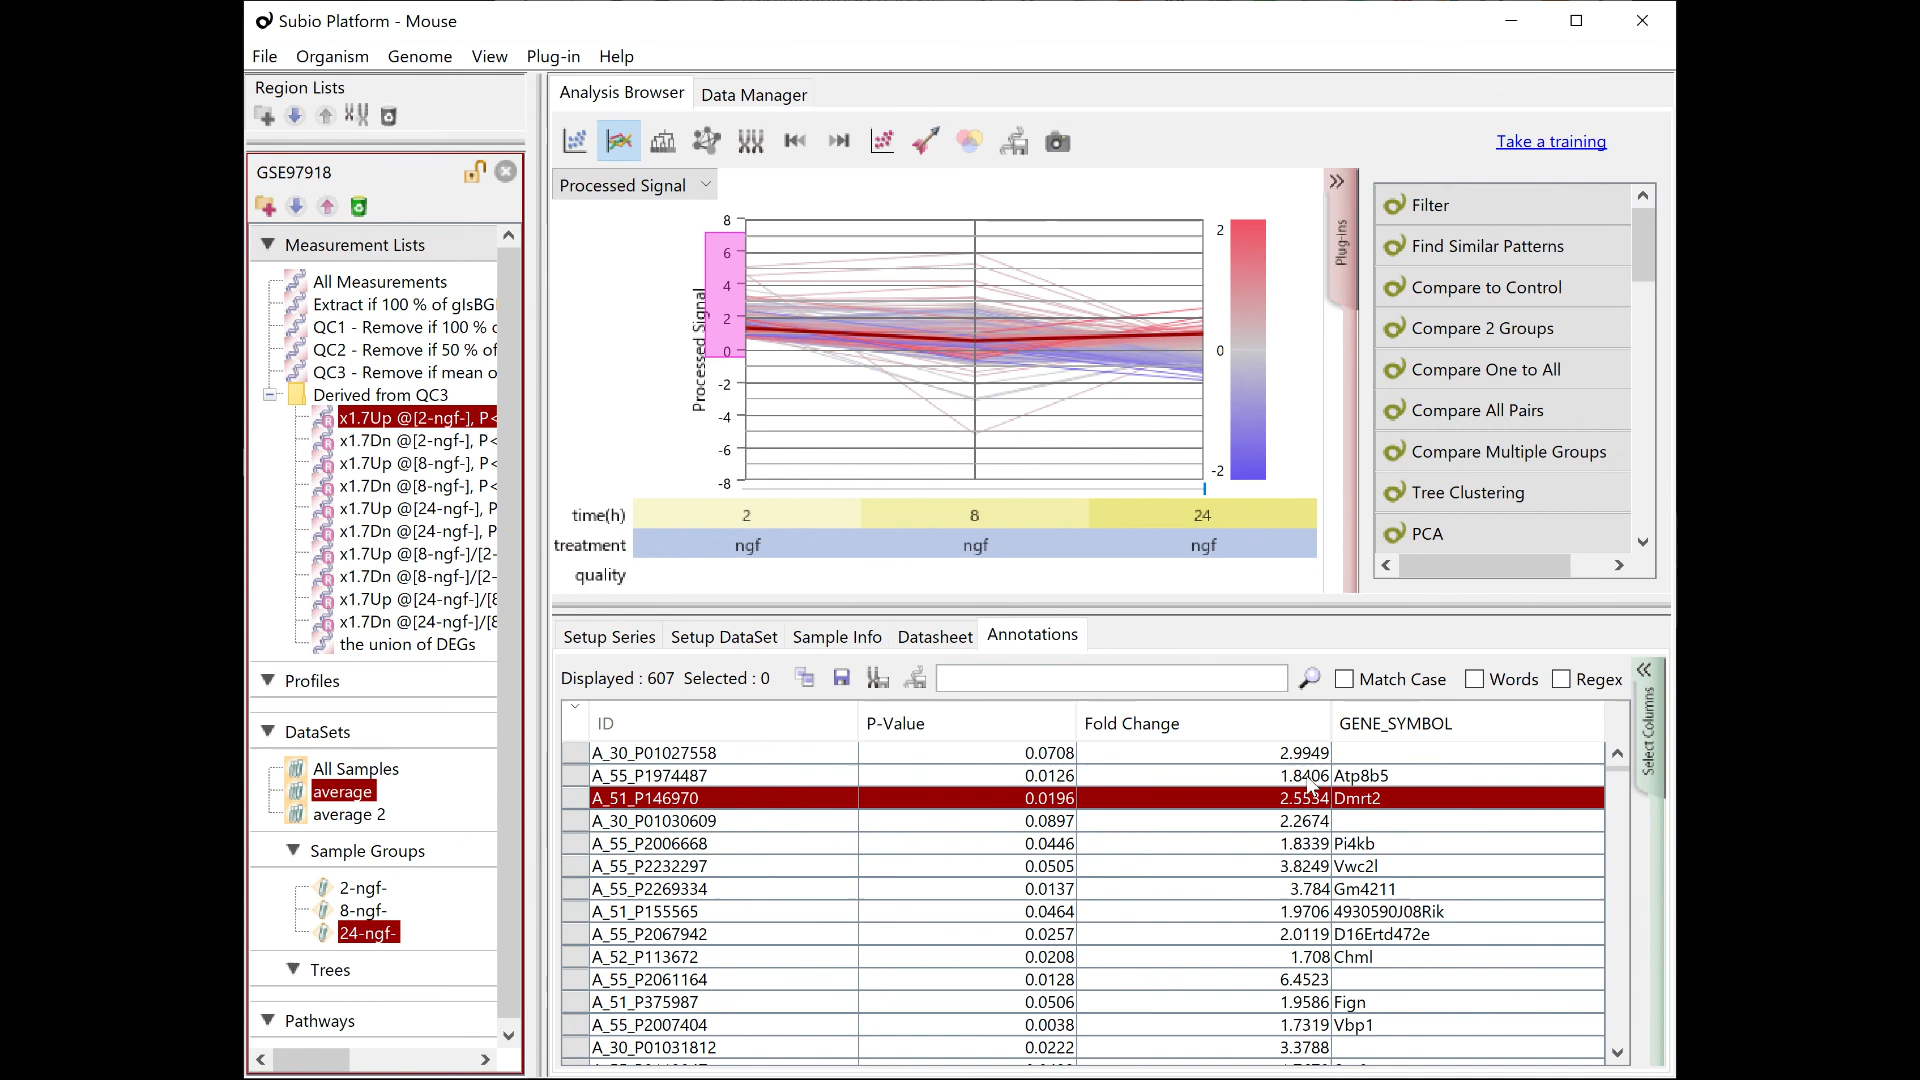 Subio Platform - Mouse
File Organism Genome View Plug-in Help
Region Lists
GSE97918
Measurement Lists
All Measurements
Extract if 100 % of gIsBG
QC1 - Remove if 100 % o
QC2 - Remove if 50 % of
QC3 - Remove if mean o
Derived from QC3
x1.7Up @[2-ngf-], P<
x1.7Dn @[2-ngf-], P<
x1.7Up @[8-ngf-], P<
x1.7Dn @[8-ngf-], P<
x1.7Up @[24-ngf-], P
x1.7Dn @[24-ngf-], P
x1.7Up @[8-ngf-]/[2-
x1.7Dn @[8-ngf-]/[2-
x1.7Up @[24-ngf-]/[8
x1.7Dn @[24-ngf-]/[8
the union of DEGs
Profiles
DataSets
All Samples
average
average 2
Sample Groups
2-ngf-
8-ngf-
24-ngf-
Trees
Pathways
Analysis Browser Data Manager
Take a training
Processed Signal
Processed Signal
8
6
4
2
0
-2
-4
-6
-8
2
0
-2
time(h) 2 8 24
treatment ngf ngf ngf
quality
Plug-ins
Filter
Find Similar Patterns
Compare to Control
Compare 2 Groups
Compare One to All
Compare All Pairs
Compare Multiple Groups
Tree Clustering
PCA
Setup Series Setup DataSet Sample Info Datasheet Annotations
Displayed : 607 Selected : 0 Match Case Words Regex
Select Columns
ID P-Value Fold Change GENE_SYMBOL
A_30_P01027558 0.0708 2.9949
A_55_P1974487 0.0126 1.8406 Atp8b5
A_51_P146970 0.0196 2.5534 Dmrt2
A_30_P01030609 0.0897 2.2674
A_55_P2006668 0.0446 1.8339 Pi4kb
A_55_P2232297 0.0505 3.8249 Vwc2l
A_55_P2269334 0.0137 3.784 Gm4211
A_51_P155565 0.0464 1.9706 4930590J08Rik
A_55_P2067942 0.0257 2.0119 D16Ertd472e
A_52_P113672 0.0208 1.708 Chml
A_55_P2061164 0.0128 6.4523
A_51_P375987 0.0506 1.9586 Fign
A_55_P2007404 0.0038 1.7319 Vbp1
A_30_P01031812 0.0222 3.3788